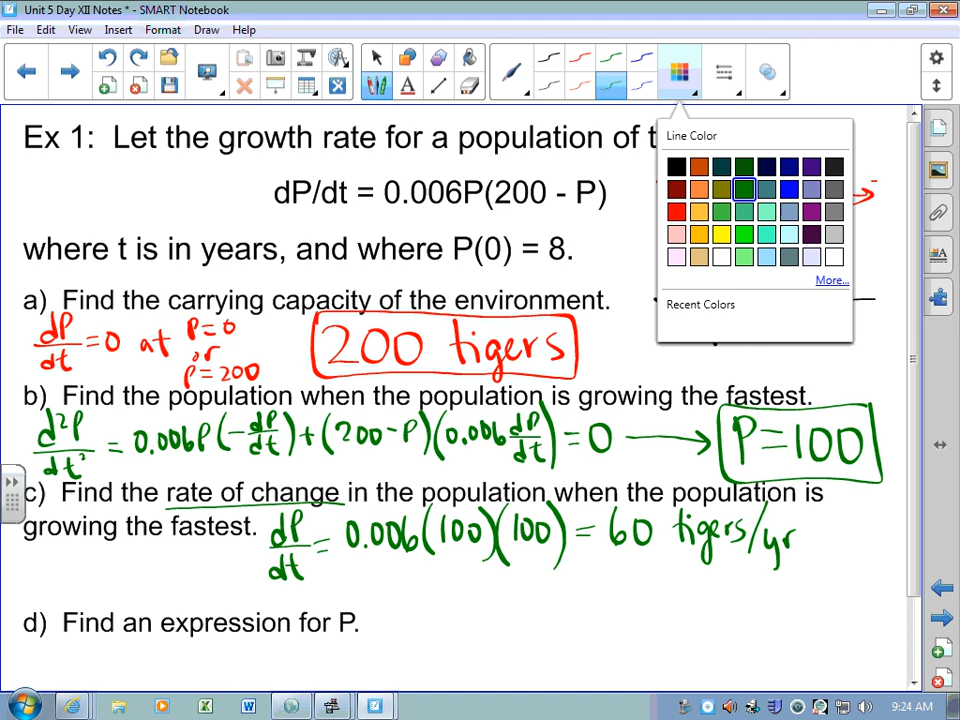 Unit 5 Day XII Notes * - SMART Notebook
File Edit View Insert Format Draw Help
Ex 1: Let the growth rate for a population of
Line Color
dP/dt = 0.006P(200 - P)
where t is in years, and where P(0) = 8.
More...
Recent Colors
a) Find the carrying capacity of the environment.
dP/dt = 0 at P=0 or P=200
200 tigers
b) Find the population when the population is growing the fastest.
d²P/dt² = 0.006P(-dP/dt)+(200-P)(0.006 dP/dt)=0 → P=100
c) Find the rate of change in the population when the population is
growing the fastest. dP/dt = 0.006(100)(100) = 60 tigers/yr
d) Find an expression for P.
9:24 AM